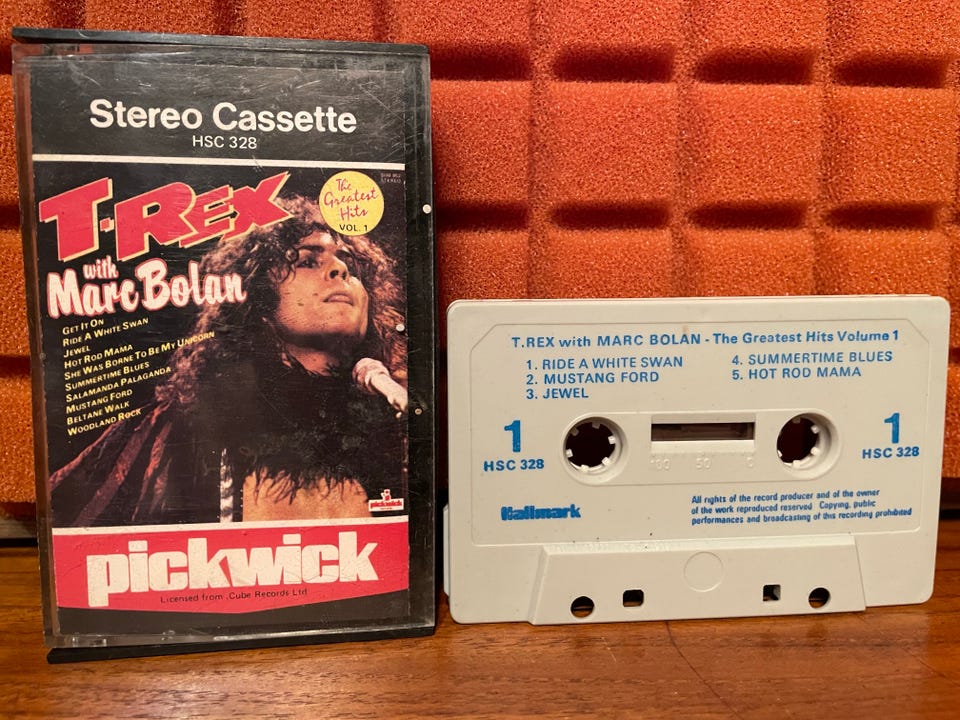 Stereo Cassette
HSC 328
T.REX
with
Marc Bolan
The
Greatest
Hits
VOL. 1
STEREO
GET IT ON
RIDE A WHITE SWAN
JEWEL
HOT ROD MAMA
SHE WAS BORNE TO BE MY UNICORN
SUMMERTIME BLUES
SALAMANDA PALAGANDA
MUSTANG FORD
BELTANE WALK
WOODLAND ROCK
pickwick
pickwick
Licensed from Cube Records Ltd
T.REX with MARC BOLAN - The Greatest Hits Volume 1
1. RIDE A WHITE SWAN
2. MUSTANG FORD
3. JEWEL
4. SUMMERTIME BLUES
5. HOT ROD MAMA
1
HSC 328
100 50 0
1
HSC 328
Hallmark
All rights of the record producer and of the owner
of the work reproduced reserved Copying, public
performances and broadcasting of this recording prohibited